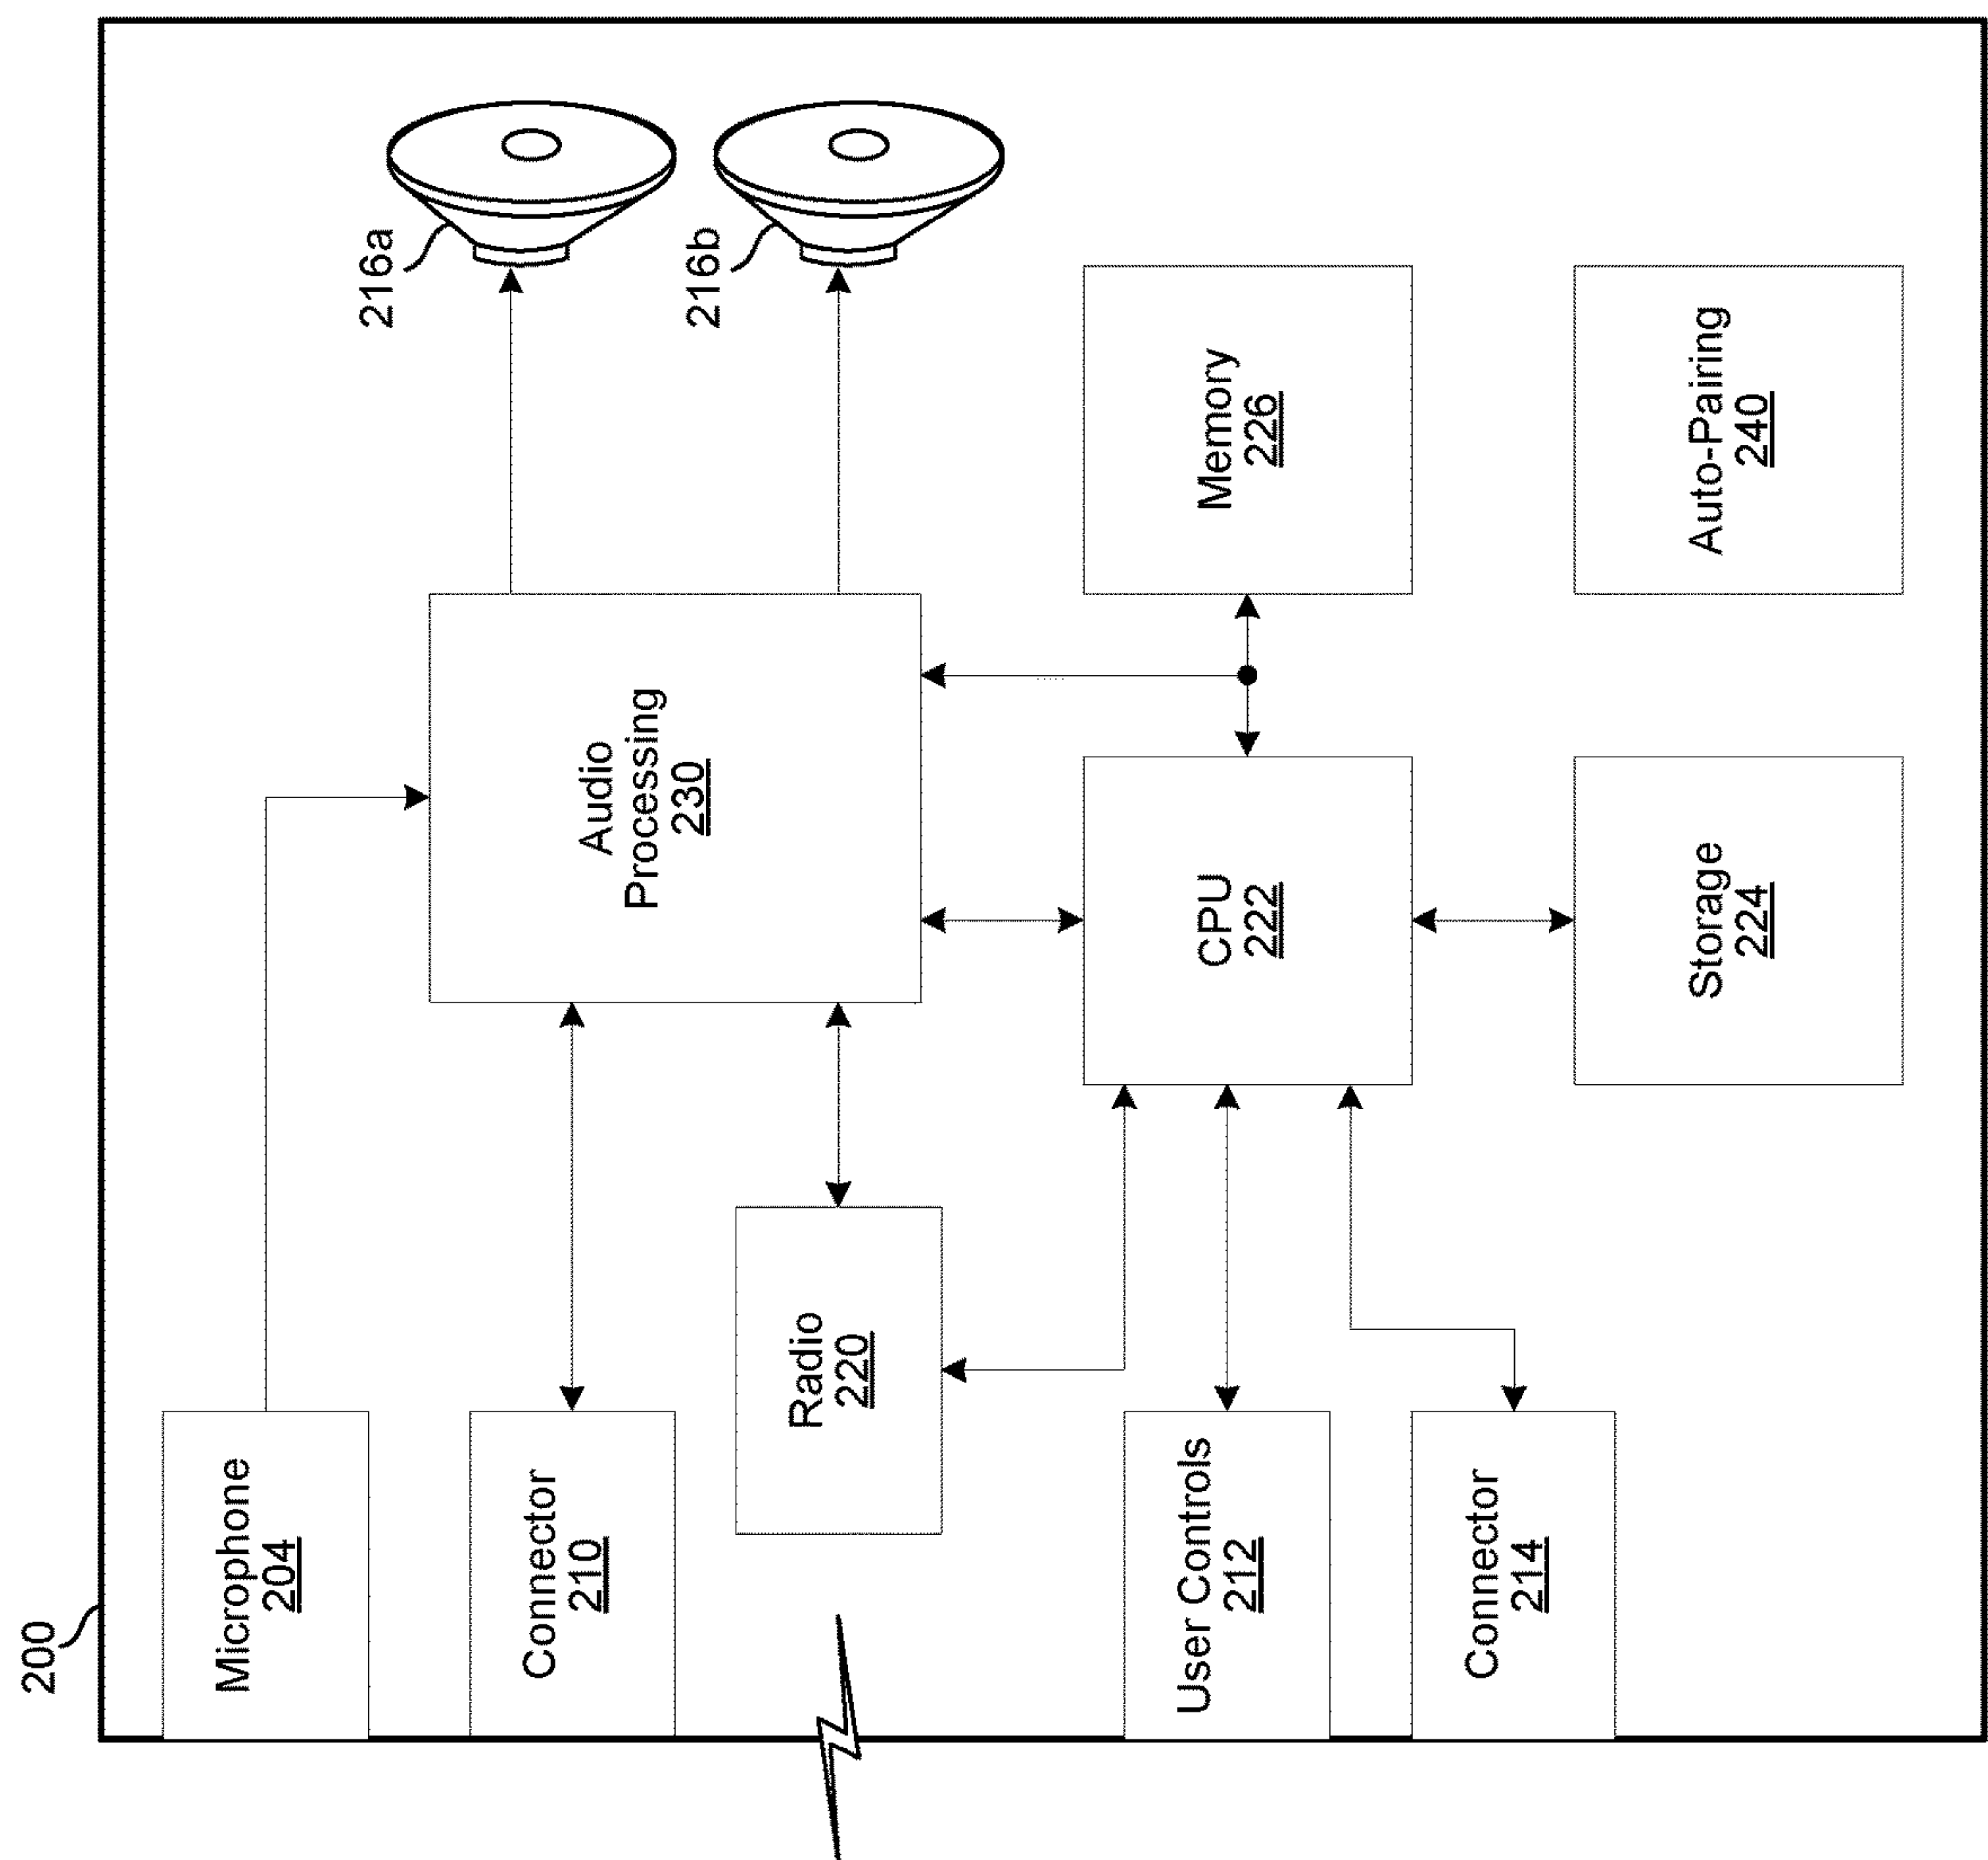 200
Microphone
204
Connector
210
Radio
220
User Controls
212
Connector
214
Audio
Processing
230
CPU
222
Storage
224
216a
216b
Memory
226
Auto-Pairing
240